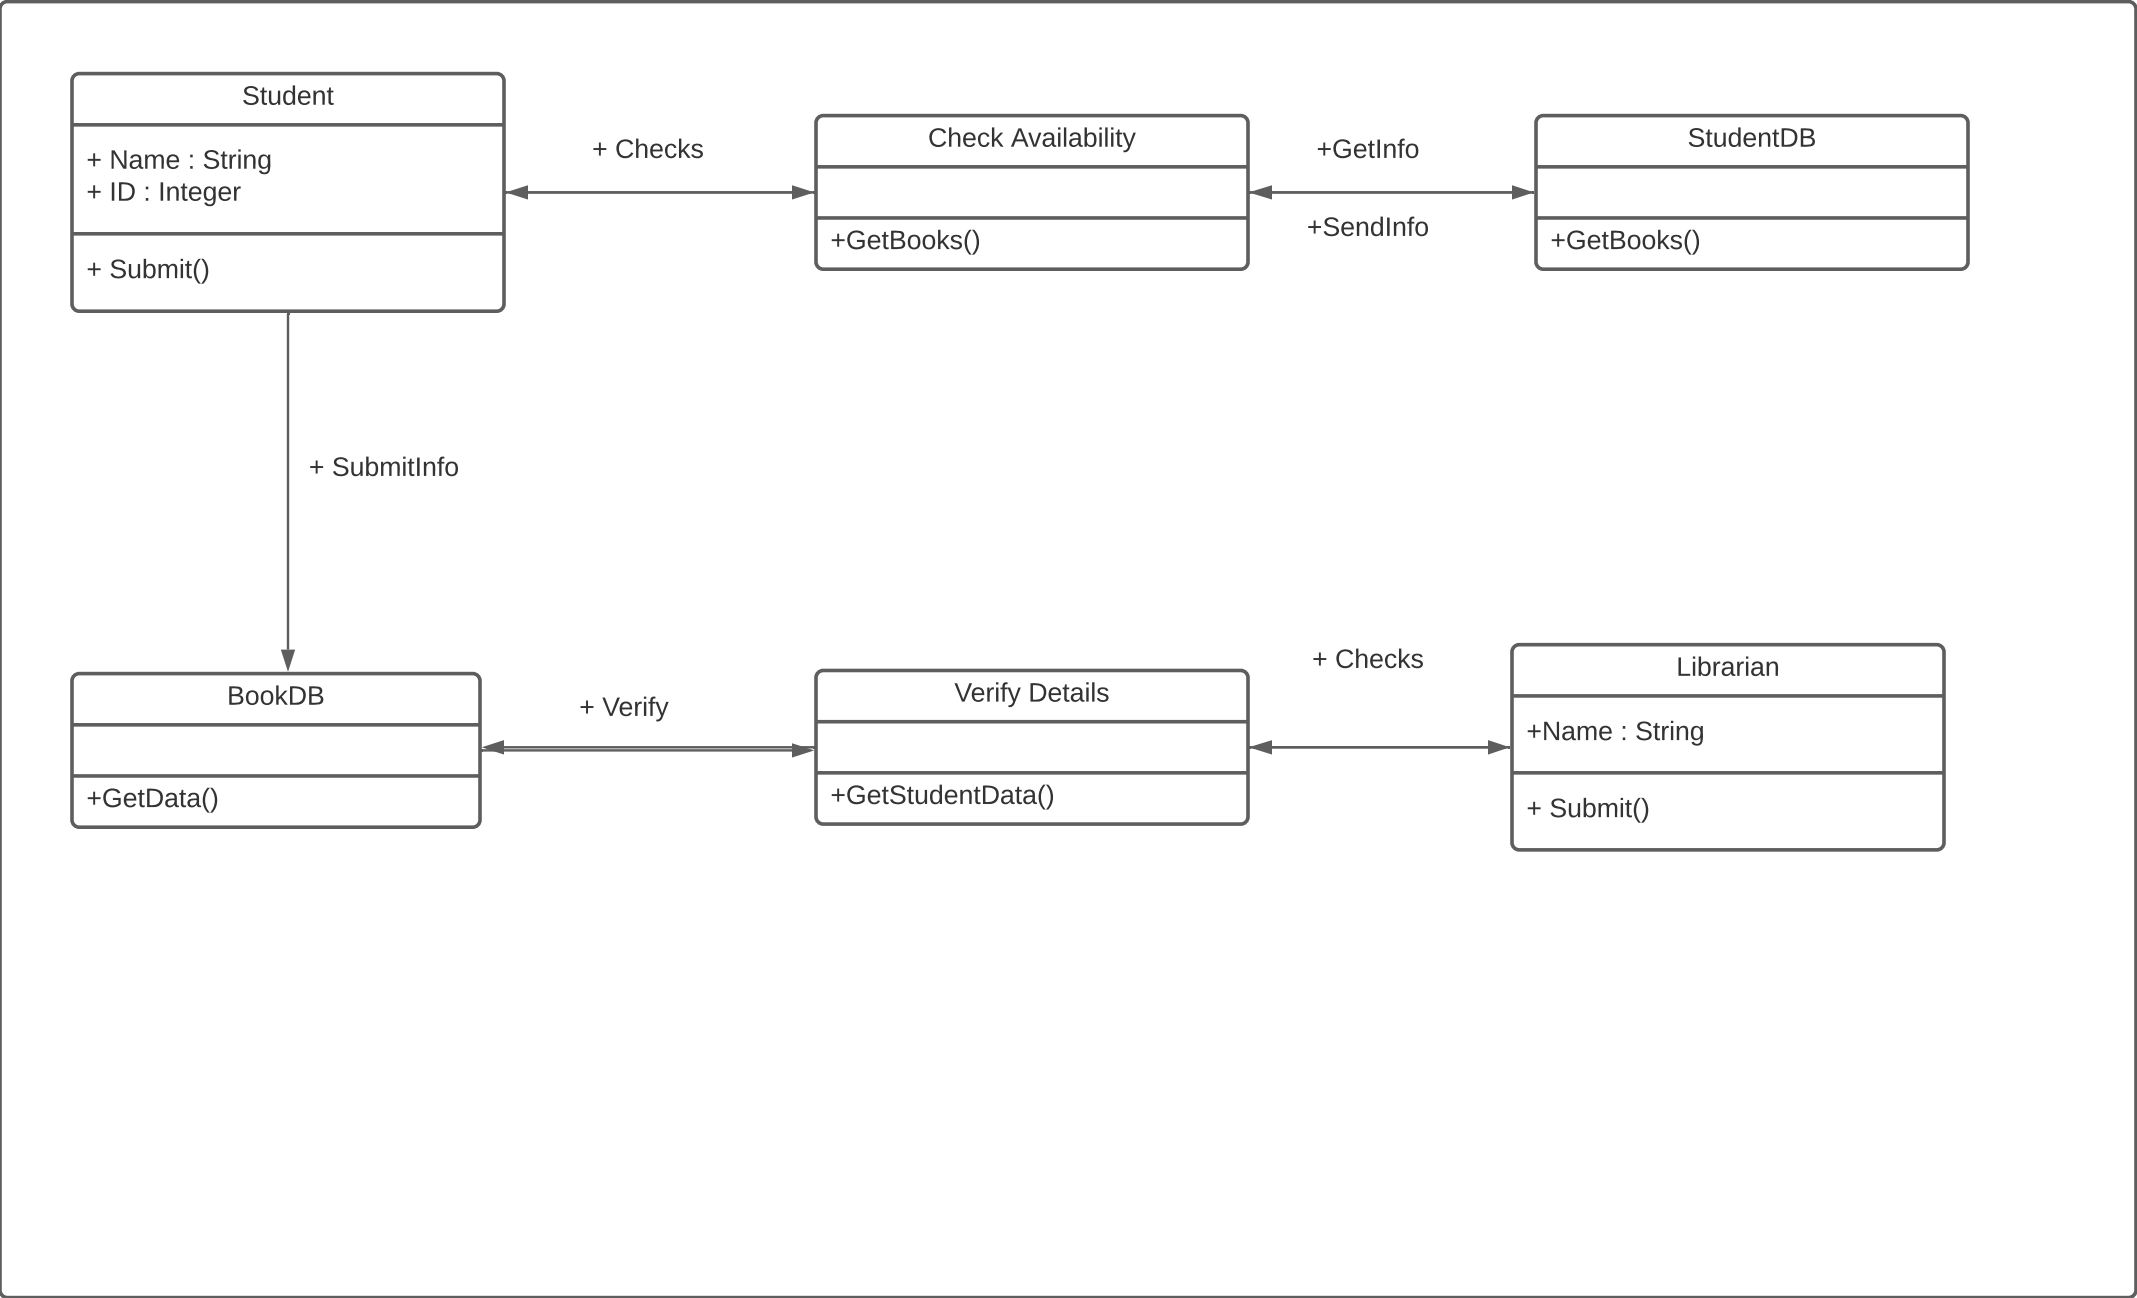 Student
+ Name : String
+ ID : Integer
+ Submit()
+ Checks
Check Availability
+GetBooks()
+GetInfo
+SendInfo
StudentDB
+GetBooks()
+ SubmitInfo
BookDB
+GetData()
+ Verify
Verify Details
+GetStudentData()
+ Checks
Librarian
+Name : String
+ Submit()